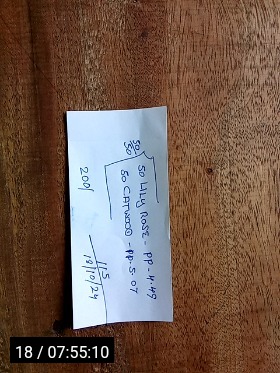 50 LILY ROSE - PP - 4.49
50 CATWOOD - PP. 5.07
200/
115
18/10/24
18 / 07:55:10